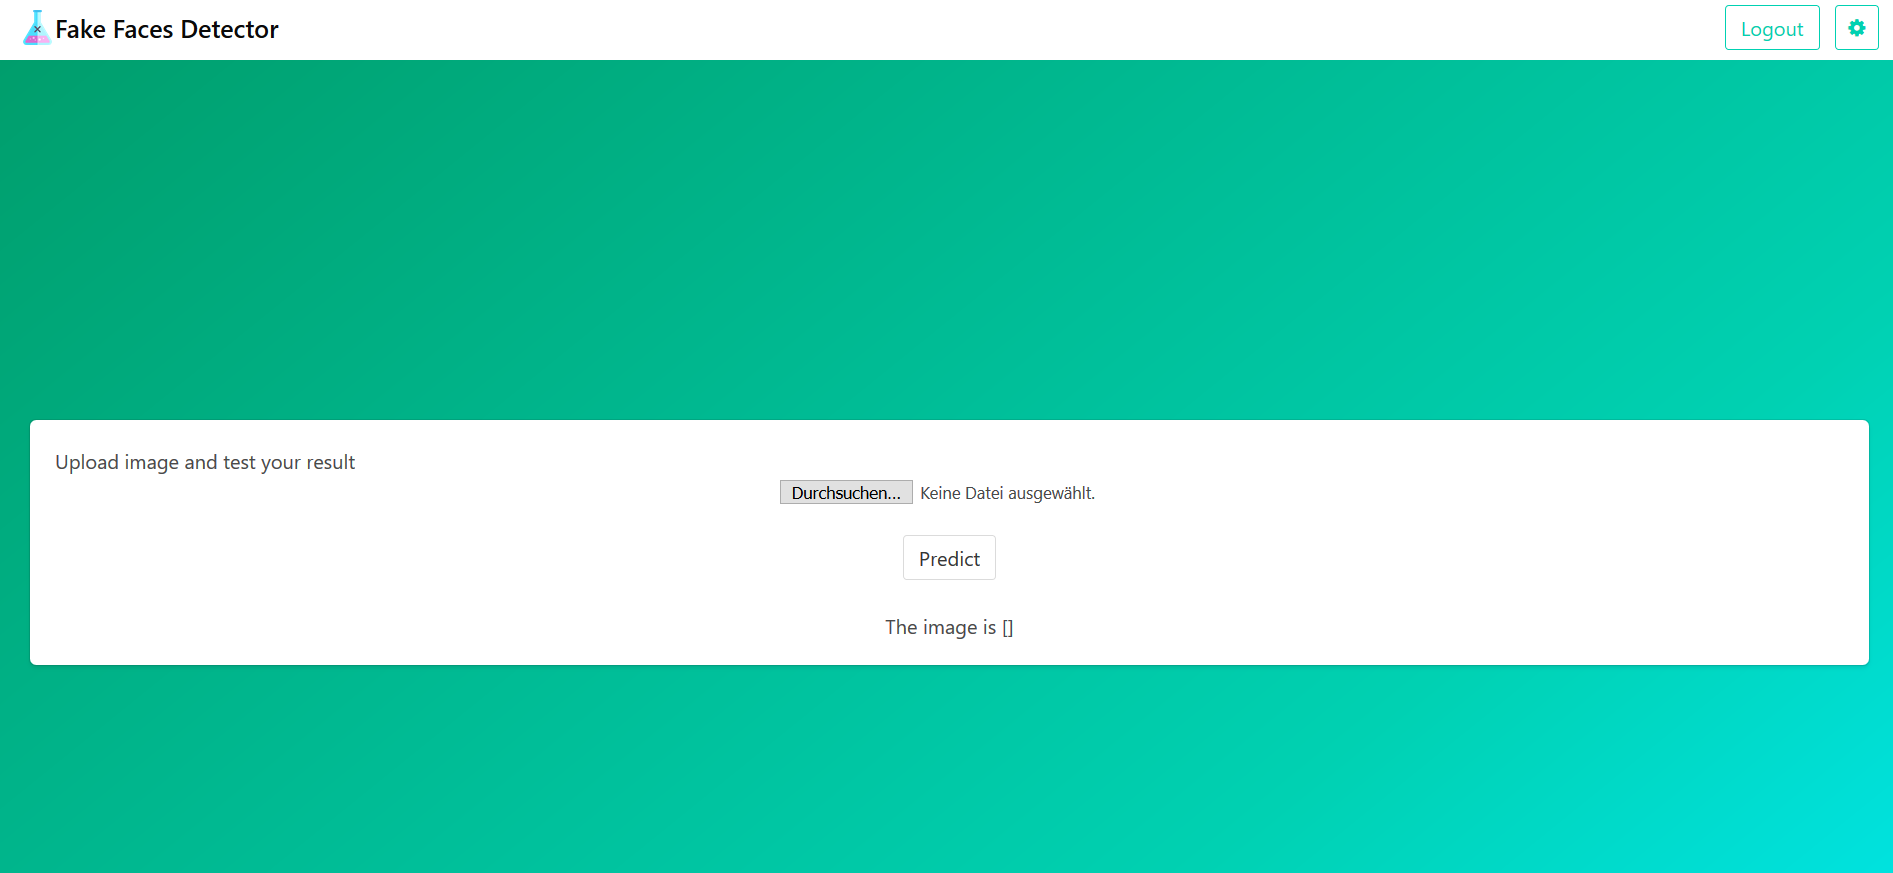 Fake Faces Detector
Logout
Upload image and test your result
Durchsuchen... Keine Datei ausgewählt.
Predict
The image is []